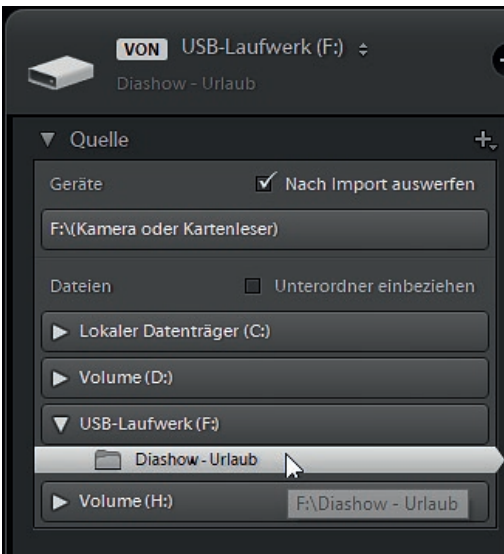 VON USB-Laufwerk (F:)
Diashow - Urlaub
Quelle
Geräte Nach Import auswerfen
F:\(Kamera oder Kartenleser)
Dateien Unterordner einbeziehen
Lokaler Datenträger (C:)
Volume (D:)
USB-Laufwerk (F:)
Diashow - Urlaub
Volume (H:) F:\Diashow - Urlaub